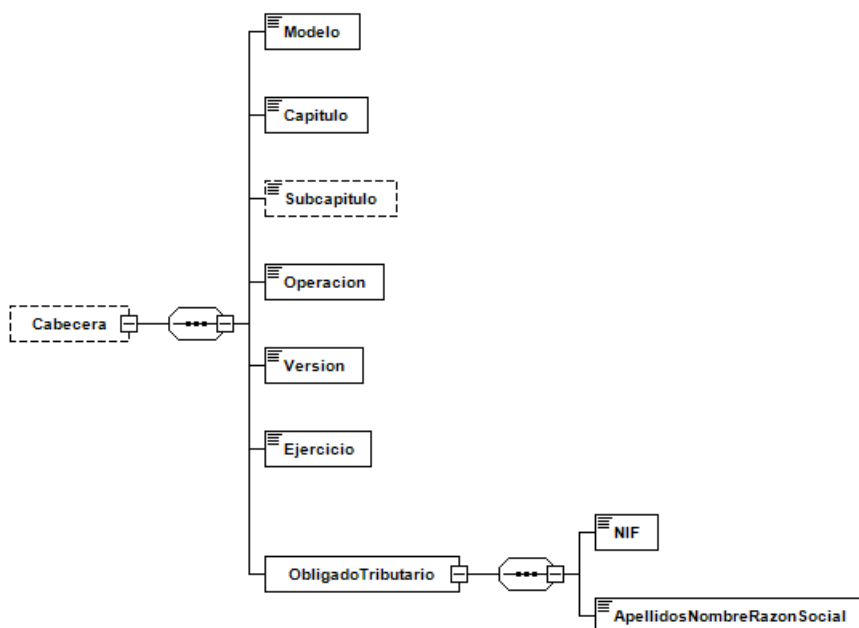 Modelo
Capitulo
Subcapitulo
Operacion
Cabecera
Version
Ejercicio
NIF
ObligadoTributario
ApellidosNombreRazonSocial